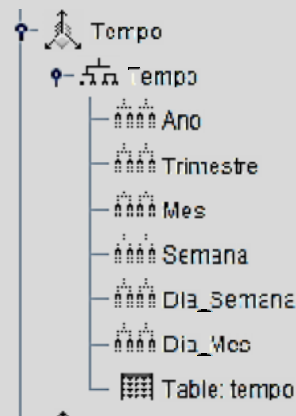 Tempo
Tempo
Ano
Trimestre
Mes
Semana
Dia_Semana
Dia_Mes
Table: tempo